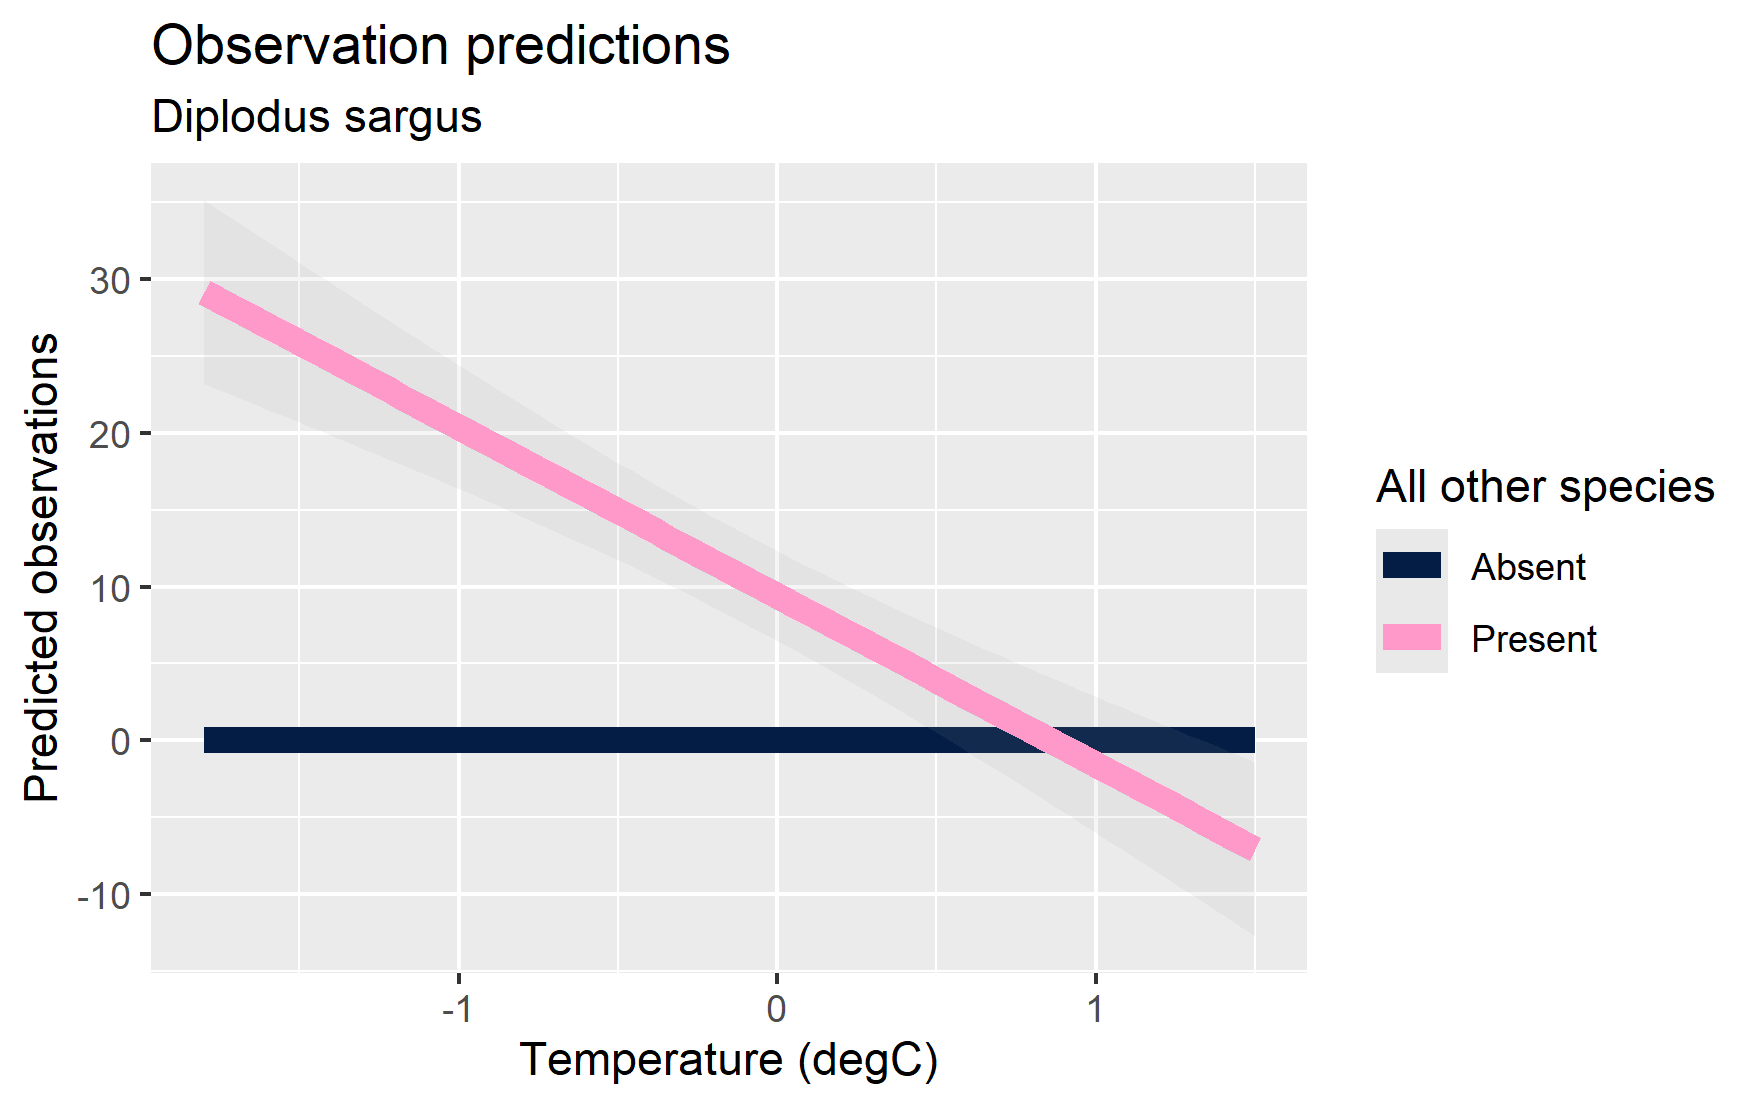 Observation predictions
Diplodus sargus
Predicted observations
30
20
10
0
-10
-1 0 1
Temperature (degC)
All other species
Absent
Present